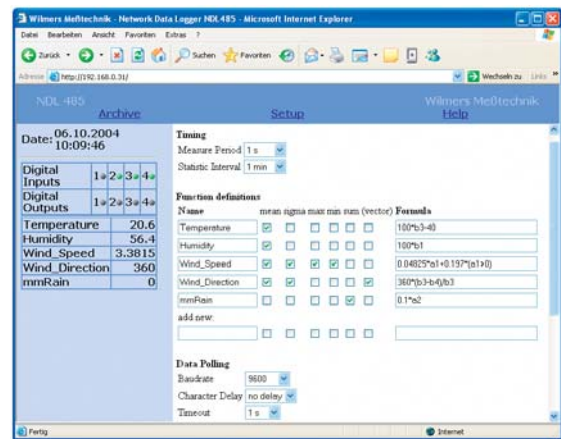 Wilmers Meßtechnik - Network Data Logger NDL485 - Microsoft Internet Explorer
Datei Bearbeiten Ansicht Favoriten Extras ?
Zurück Suchen Favoriten
Adresse http://192.168.0.31/ Wechseln zu Links »
NDL 485 Wilmers Meßtechnik
Archive Setup Help
Date: 06.10.2004
10:09:46
Digital Inputs 1 2 3 4
Digital Outputs 1 2 3 4
Temperature 20.6
Humidity 56.4
Wind_Speed 3.3815
Wind_Direction 360
mmRain 0
Timing
Measure Period 1 s
Statistic Interval 1 min
Function definitions
Name mean sigma max min sum (vector) Formula
Temperature 100*b3-40
Humidity 100*b1
Wind_Speed 0.04825*a1+0.197*(a1>0)
Wind_Direction 360*(b3-b4)/b3
mmRain 0.1*a2
add new:
Data Polling
Baudrate 9600
Character Delay no delay
Timeout 1 s
Fertig Internet